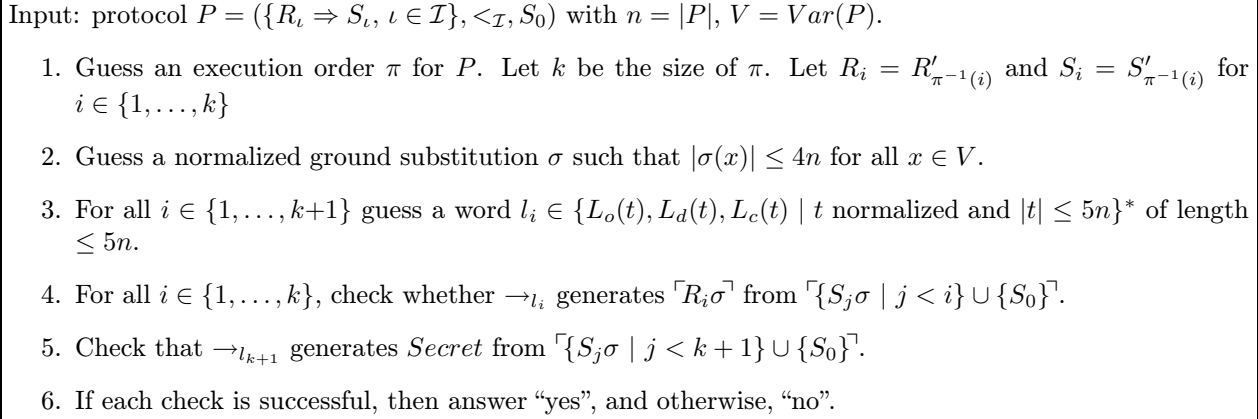 Input: protocol P = ({R_ι ⇒ S_ι, ι ∈ 𝓘}, <_𝓘, S_0) with n = |P|, V = Var(P).
1. Guess an execution order π for P. Let k be the size of π. Let R_i = R′_{π^{−1}(i)} and S_i = S′_{π^{−1}(i)} for
i ∈ {1, . . . , k}
2. Guess a normalized ground substitution σ such that |σ(x)| ≤ 4n for all x ∈ V.
3. For all i ∈ {1, . . . , k+1} guess a word l_i ∈ {L_o(t), L_d(t), L_c(t) | t normalized and |t| ≤ 5n}* of length
≤ 5n.
4. For all i ∈ {1, . . . , k}, check whether →_{l_i} generates ⌜R_iσ⌝ from ⌜{S_jσ | j < i} ∪ {S_0}⌝.
5. Check that →_{l_{k+1}} generates Secret from ⌜{S_jσ | j < k + 1} ∪ {S_0}⌝.
6. If each check is successful, then answer “yes”, and otherwise, “no”.